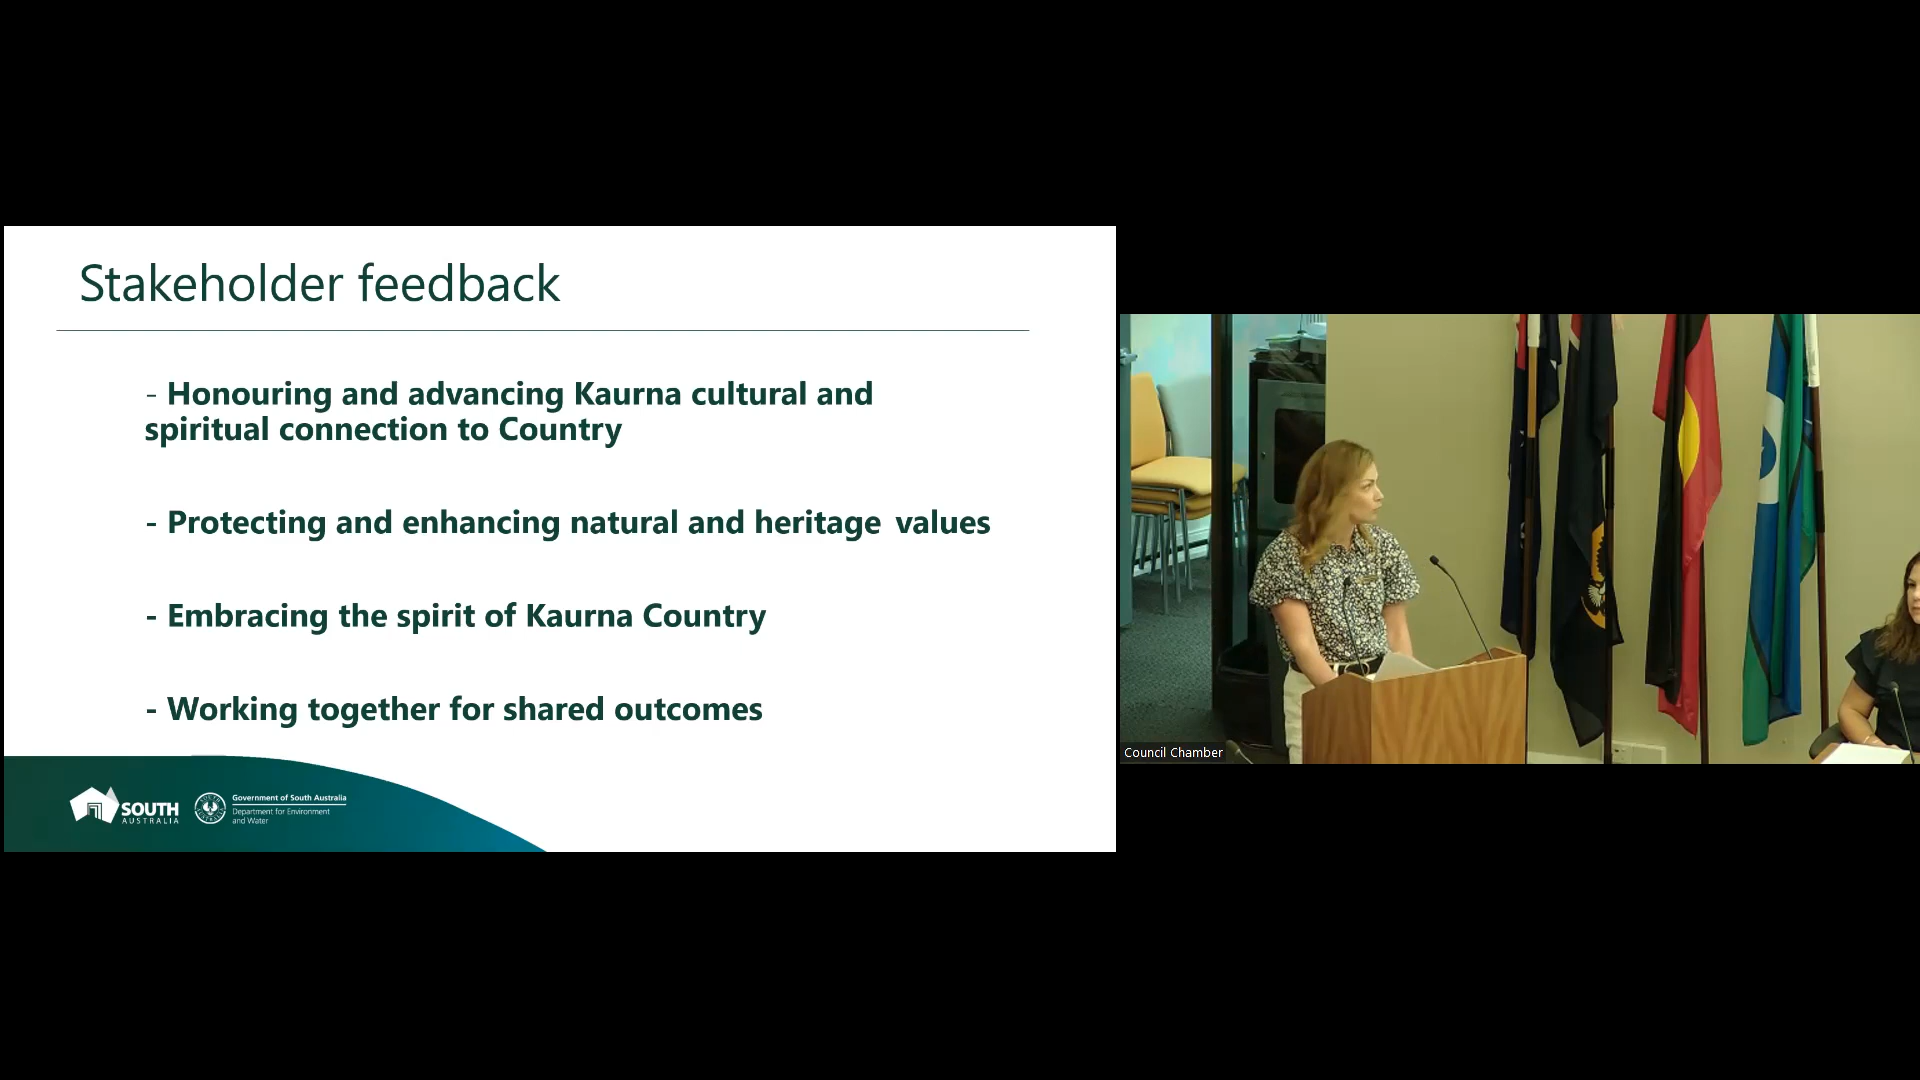 Stakeholder feedback
- Honouring and advancing Kaurna cultural and
spiritual connection to Country
- Protecting and enhancing natural and heritage values
- Embracing the spirit of Kaurna Country
- Working together for shared outcomes
SOUTH
AUSTRALIA
Government of South Australia
Department for Environment
and Water
Council Chamber